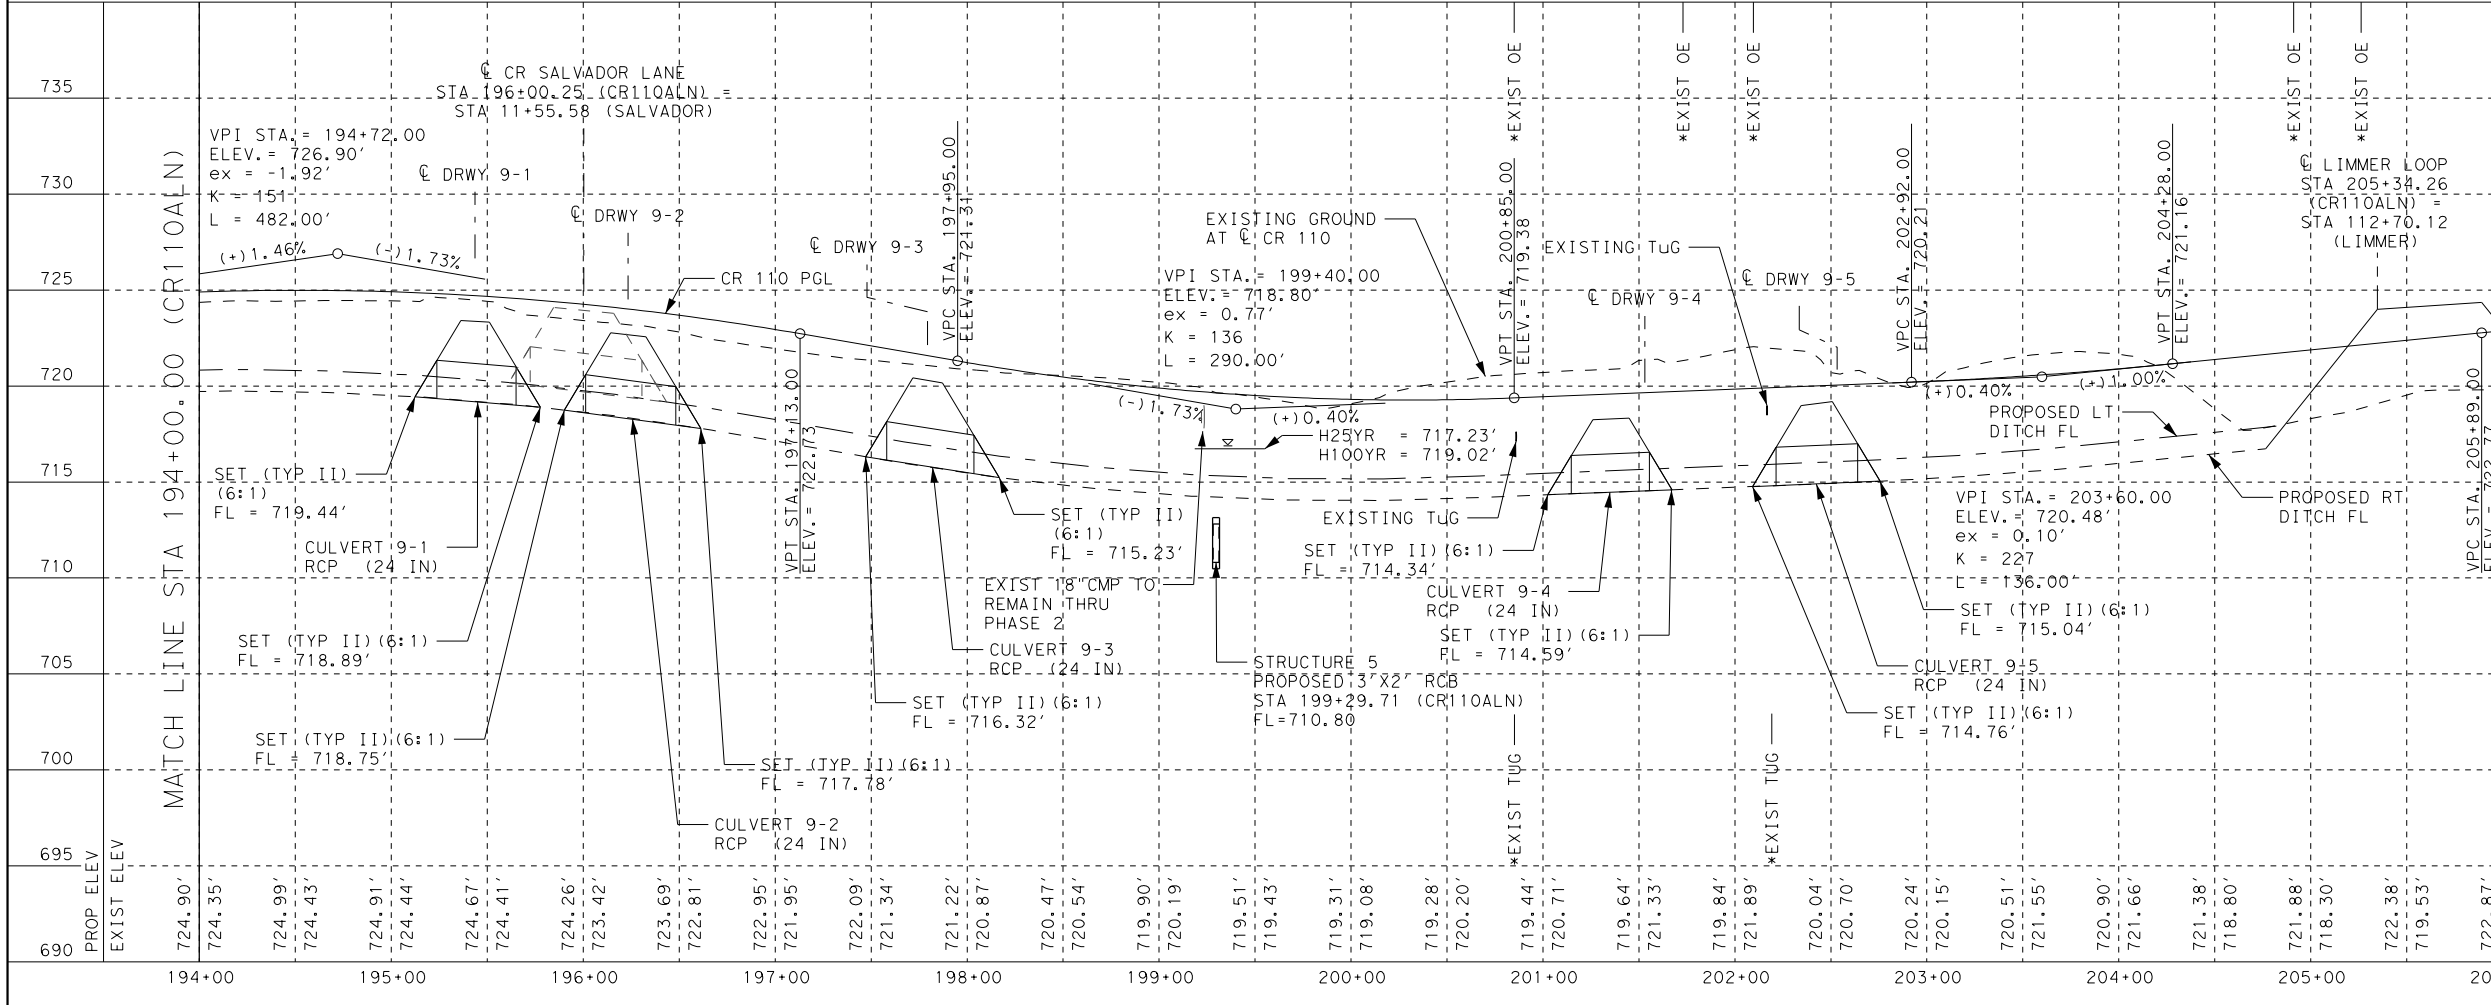 735
730
725
720
715
710
705
700
695
690
PROP ELEV
EXIST ELEV
MATCH LINE STA 194+00.00 (CR110ALN)
℄ CR SALVADOR LANE
STA 196+00.25 (CR110ALN) =
STA 11+55.58 (SALVADOR)
VPI STA.= 194+72.00
ELEV.= 726.90′
ex = -1.92′
K = 151
L = 482.00′
(+)1.46%
(-)1.73%
℄ DRWY 9-1
℄ DRWY 9-2
℄ DRWY 9-3
CR 110 PGL
VPT STA. 197+13.00
ELEV.= 722.73
VPC STA. 197+95.00
ELEV.= 721.31
EXISTING GROUND
AT ℄ CR 110
VPI STA.= 199+40.00
ELEV.= 718.80′
ex = 0.77′
K = 136
L = 290.00′
(-)1.73%
(+)0.40%
H25YR = 717.23′
H100YR = 719.02′
*EXIST OE
*EXIST OE
*EXIST OE
*EXIST OE
*EXIST OE
VPT STA. 200+85.00
ELEV.= 719.38
EXISTING TuG
℄ DRWY 9-4
℄ DRWY 9-5
VPC STA. 202+92.00
ELEV.= 720.21
VPT STA. 204+28.00
ELEV.= 721.16
℄ LIMMER LOOP
STA 205+34.26
(CR110ALN) =
STA 112+70.12
(LIMMER)
(+)0.40%
(+)1.00%
PROPOSED LT
DITCH FL
PROPOSED RT
DITCH FL
VPI STA.= 203+60.00
ELEV.= 720.48′
ex = 0.10′
K = 227
L = 136.00′
VPC STA. 205+89.00
SET (TYP II)
(6:1)
FL = 719.44′
CULVERT 9-1
RCP (24 IN)
SET (TYP II)(6:1)
FL = 718.89′
SET (TYP II)(6:1)
FL = 718.75′
CULVERT 9-2
RCP (24 IN)
SET (TYP II)(6:1)
FL = 717.78′
SET (TYP II)(6:1)
FL = 716.32′
CULVERT 9-3
RCP (24 IN)
SET (TYP II)
(6:1)
FL = 715.23′
EXIST 18"CMP TO
REMAIN THRU
PHASE 2
STRUCTURE 5
PROPOSED 3′X2′ RCB
STA 199+29.71 (CR110ALN)
FL=710.80
EXISTING TuG
SET (TYP II)(6:1)
FL = 714.34′
CULVERT 9-4
RCP (24 IN)
SET (TYP II)(6:1)
FL = 714.59′
SET (TYP II)(6:1)
FL = 715.04′
CULVERT 9-5
RCP (24 IN)
SET (TYP II)(6:1)
FL = 714.76′
*EXIST TUG
*EXIST TUG
724.90′
724.35′
724.99′
724.43′
724.91′
724.44′
724.67′
724.41′
724.26′
723.42′
723.69′
722.81′
722.95′
721.95′
722.09′
721.34′
721.22′
720.87′
720.47′
720.54′
719.90′
720.19′
719.51′
719.43′
719.31′
719.08′
719.28′
720.20′
719.44′
720.71′
719.64′
721.33′
719.84′
721.89′
720.04′
720.70′
720.24′
720.15′
720.51′
721.55′
720.90′
721.66′
721.38′
718.80′
721.88′
718.30′
722.38′
719.53′
722.87′
194+00
195+00
196+00
197+00
198+00
199+00
200+00
201+00
202+00
203+00
204+00
205+00